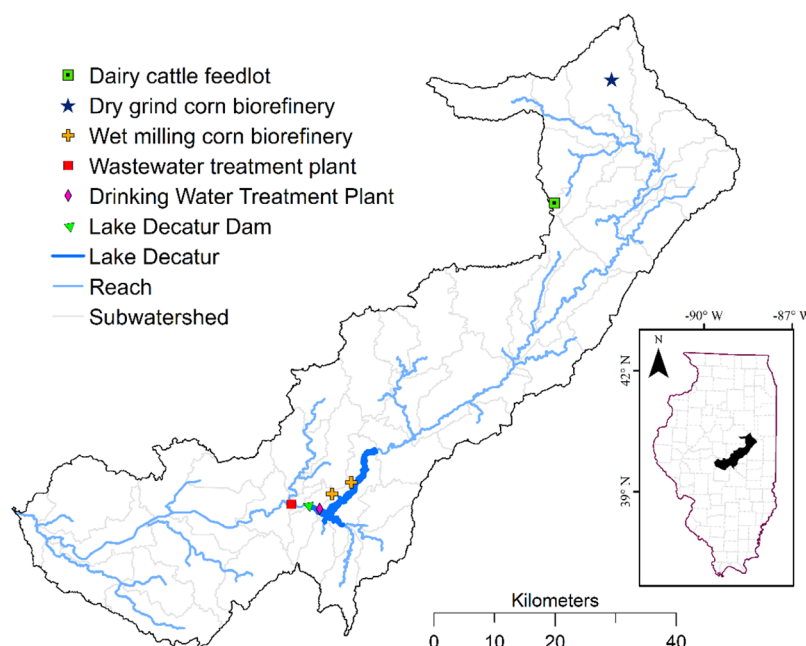 Dairy cattle feedlot
Dry grind corn biorefinery
Wet milling corn biorefinery
Wastewater treatment plant
Drinking Water Treatment Plant
Lake Decatur Dam
Lake Decatur
Reach
Subwatershed
-90° W -87° W
N
42° N
39° N
Kilometers
0 10 20 40